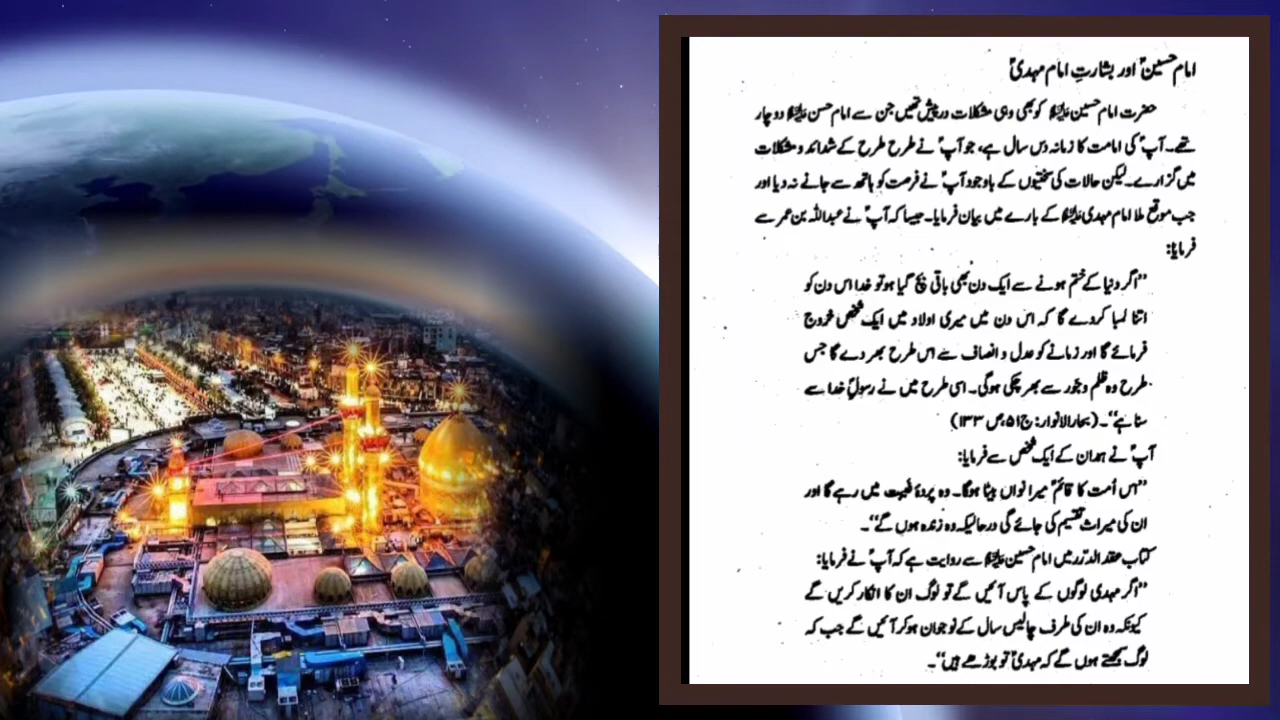 امام حسینؑ اور بشارتِ امام مہدیؑ
حضرت امام حسین علیہ السلام کو بھی وہی مشکلات درپیش تھیں جن سے امام حسن علیہ السلام دوچار
تھے۔ آپؑ کی امامت کا زمانہ دس سال ہے، جو آپؑ نے طرح طرح کے شدائد و مشکلات
میں گزارے۔ لیکن حالات کی سختیوں کے باوجود آپؑ نے فرصت کو ہاتھ سے جانے نہ دیا اور
جب موقع ملا امام مہدی علیہ السلام کے بارے میں بیان فرمایا۔ جیسا کہ آپؑ نے عبداللہ بن عمر سے
فرمایا:
’’اگر دنیا کے ختم ہونے سے ایک دن بھی باقی بچ گیا ہو تو خدا اس دن کو
اتنا لمبا کر دے گا کہ اس دن میں میری اولاد میں ایک شخص خروج
فرمائے گا اور زمانے کو عدل و انصاف سے اس طرح بھر دے گا جس
طرح وہ ظلم و جور سے بھر چکی ہوگی۔ اسی طرح میں نے رسولِؐ خدا سے
سنا ہے‘‘۔ (بحارالانوار: ج۵۱، ص ۱۳۳)
آپؑ نے ہمدان کے ایک شخص سے فرمایا:
’’اس اُمت کا قائمؑ میرا نواں بیٹا ہوگا۔ وہ پردۂ غیبت میں رہے گا اور
ان کی میراث تقسیم کی جائے گی درحالیکہ وہ زندہ ہوں گے‘‘۔
کتاب عقد الدّرر میں امام حسین علیہ السلام سے روایت ہے کہ آپؑ نے فرمایا:
’’اگر مہدی لوگوں کے پاس آئیں گے تو لوگ ان کا انکار کریں گے
کیونکہ وہ ان کی طرف چالیس سال کے نوجوان ہو کر آئیں گے جب کہ
لوگ سمجھتے ہوں گے کہ مہدیؑ تو بوڑھے ہیں‘‘۔